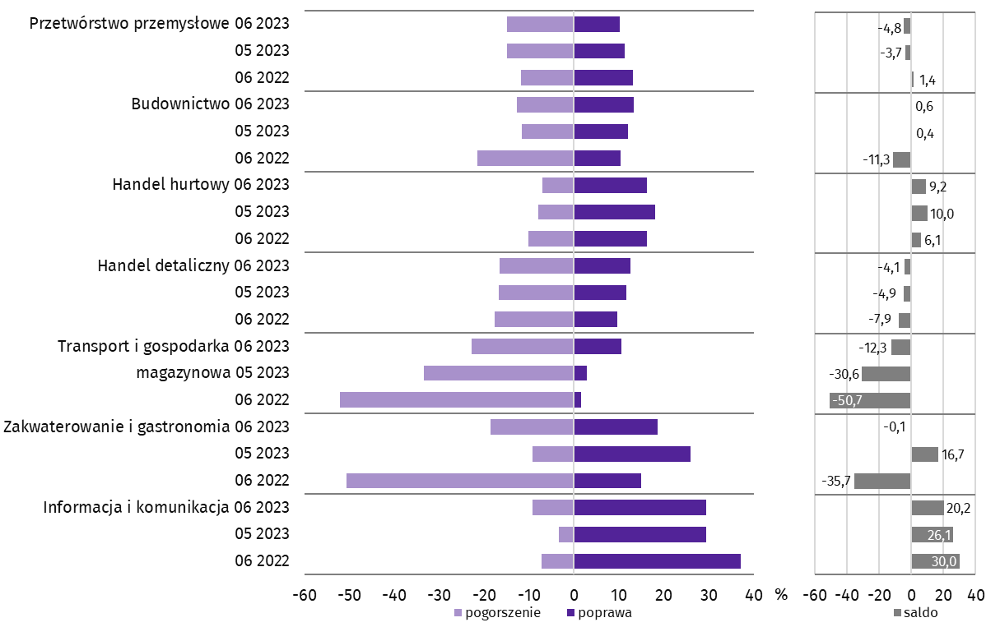 Przetwórstwo przemysłowe 06 2023 -4,8
05 2023 -3,7
06 2022 1,4
Budownictwo 06 2023 0,6
05 2023 0,4
06 2022 -11,3
Handel hurtowy 06 2023 9,2
05 2023 10,0
06 2022 6,1
Handel detaliczny 06 2023 -4,1
05 2023 -4,9
06 2022 -7,9
Transport i gospodarka 06 2023 -12,3
magazynowa 05 2023 -30,6
06 2022 -50,7
Zakwaterowanie i gastronomia 06 2023 -0,1
05 2023 16,7
06 2022 -35,7
Informacja i komunikacja 06 2023 20,2
05 2023 26,1
06 2022 30,0
-60 -50 -40 -30 -20 -10 0 10 20 30 40 % -60 -40 -20 0 20 40
pogorszenie poprawa saldo